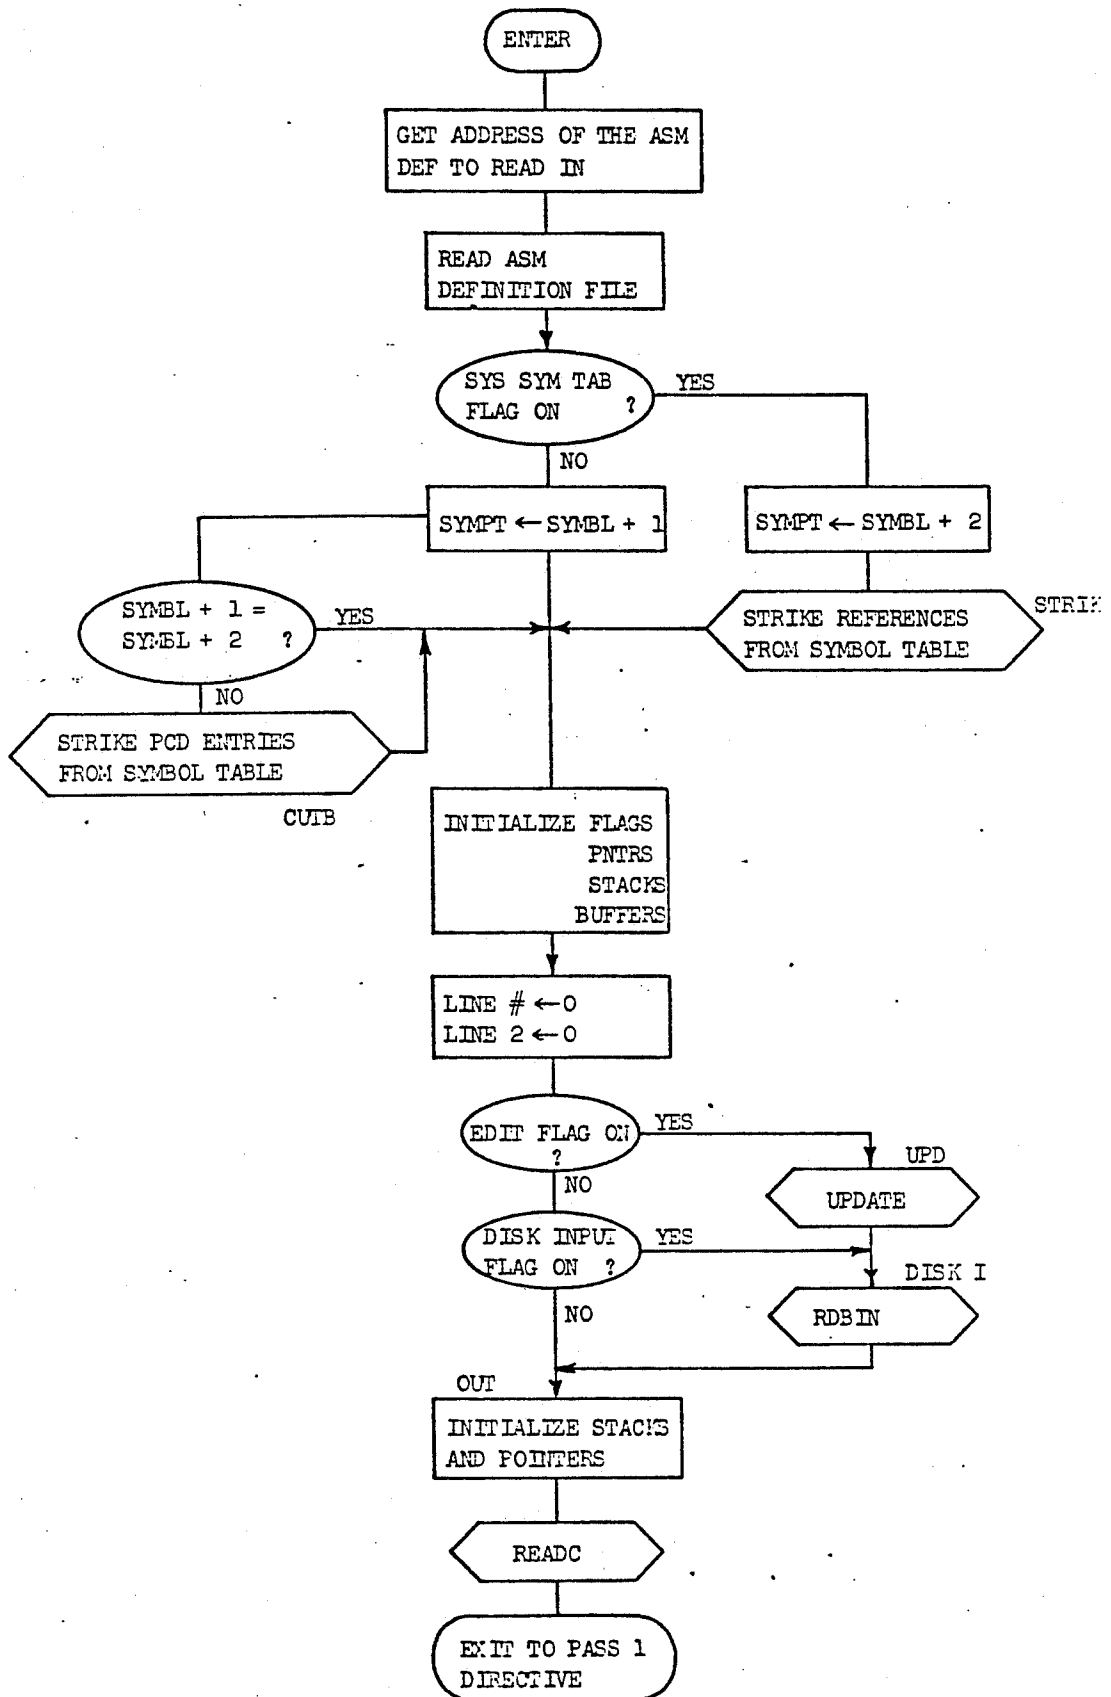 ENTER
GET ADDRESS OF THE ASM
DEF TO READ IN
READ ASM
DEFINITION FILE
SYS SYM TAB
FLAG ON ?
YES
NO
SYMPT ← SYMBL + 1
SYMPT ← SYMBL + 2
SYMBL + 1 =
SYMBL + 2 ?
YES
STRIKE REFERENCES
FROM SYMBOL TABLE
NO
STRIKE PCD ENTRIES
FROM SYMBOL TABLE
CUTB
INITIALIZE FLAGS
PNTRS
STACKS
BUFFERS
LINE # ← 0
LINE 2 ← 0
EDIT FLAG ON
?
YES
UPD
UPDATE
NO
DISK INPUT
FLAG ON ?
YES
DISK I
RDBIN
NO
OUT
INITIALIZE STACKS
AND POINTERS
READC
EXIT TO PASS 1
DIRECTIVE